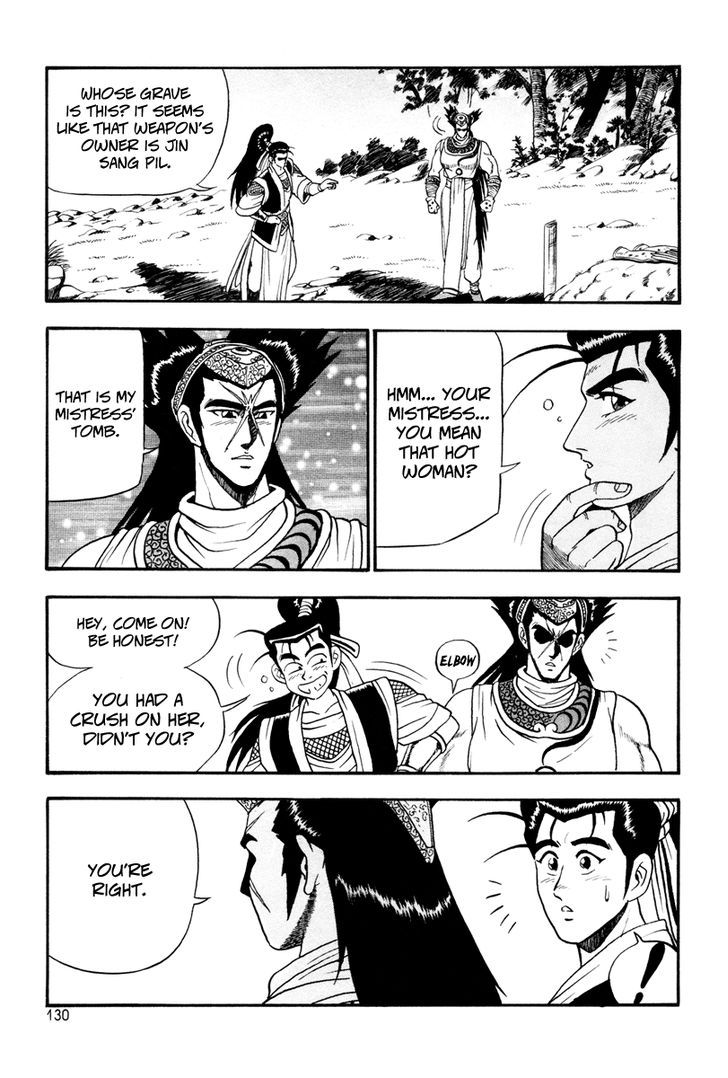 WHOSE GRAVE
IS THIS? IT SEEMS
LIKE THAT WEAPON'S
OWNER IS JIN
SANG PIL.
THAT IS MY
MISTRESS'
TOMB.
HMM... YOUR
MISTRESS...
YOU MEAN
THAT HOT
WOMAN?
HEY, COME ON!
BE HONEST!
YOU HAD A
CRUSH ON HER,
DIDN'T YOU?
ELBOW
YOU'RE
RIGHT.
130